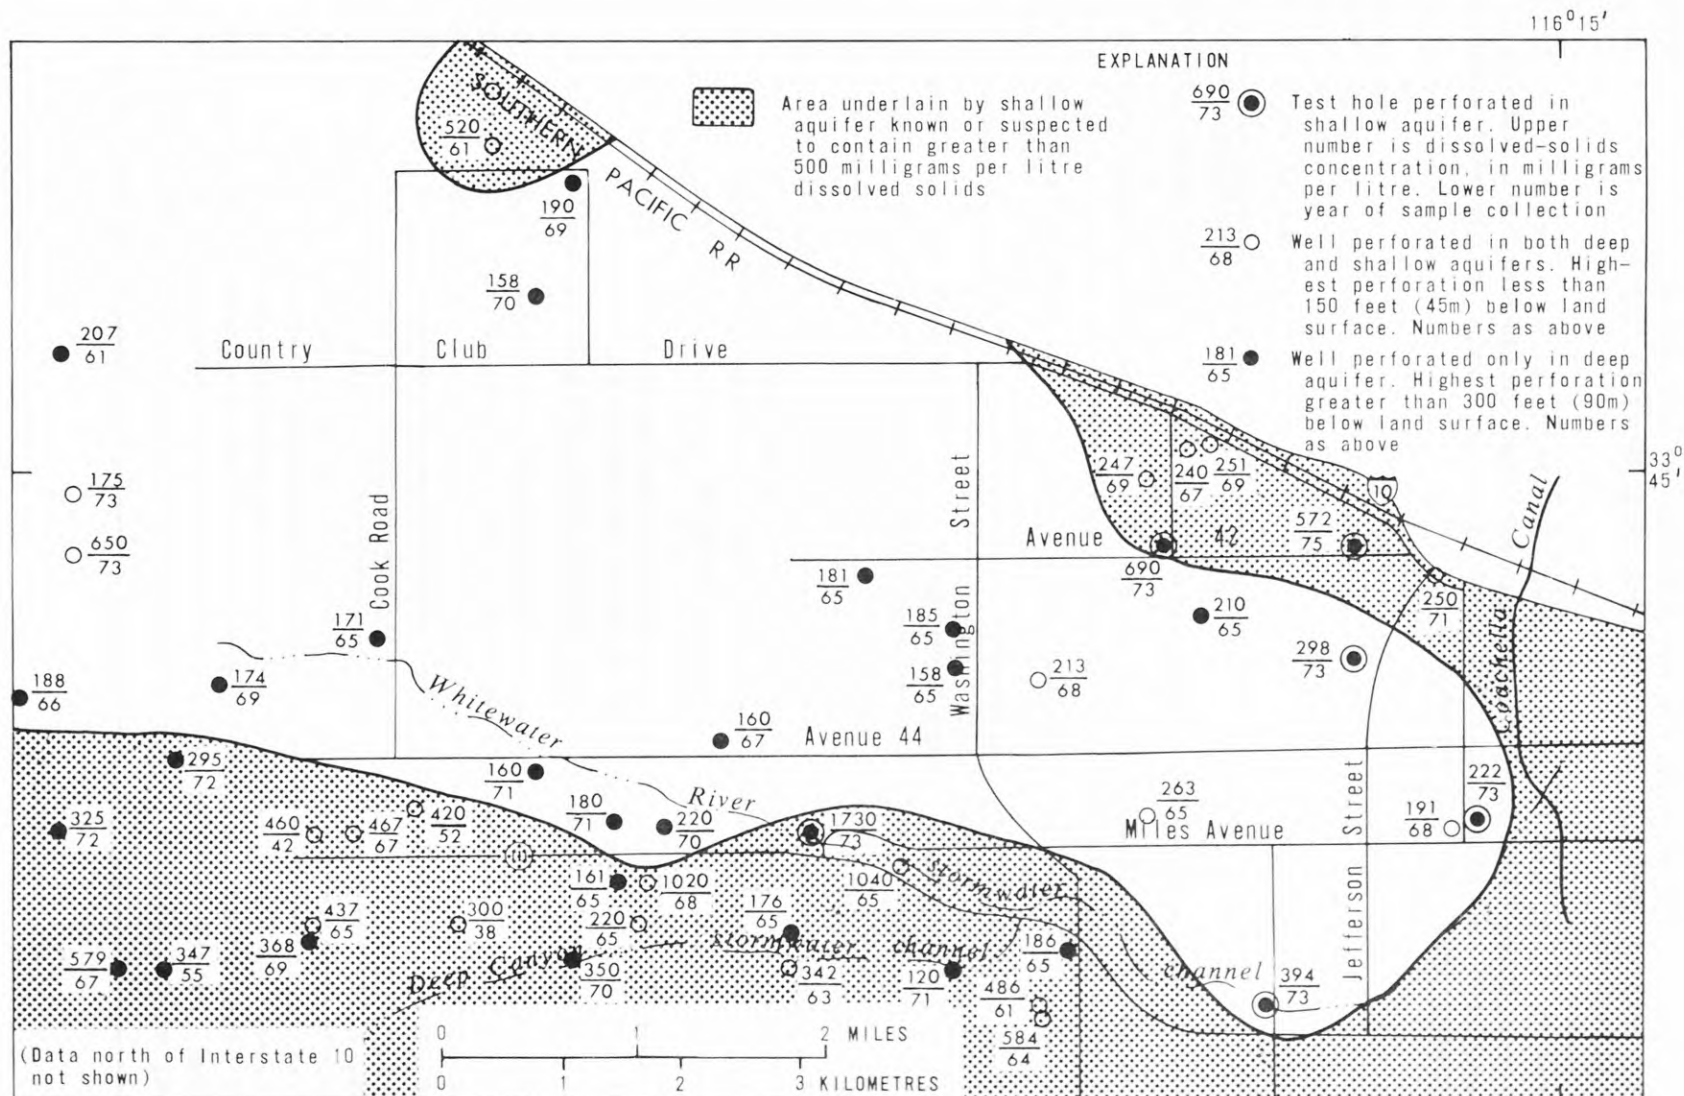 116° 15'
EXPLANATION
Area underlain by shallow
aquifer known or suspected
to contain greater than
500 milligrams per litre
dissolved solids
690
73
Test hole perforated in
shallow aquifer. Upper
number is dissolved-solids
concentration, in milligrams
per litre. Lower number is
year of sample collection
213
68
Well perforated in both deep
and shallow aquifers. High-
est perforation less than
150 feet (45m) below land
surface. Numbers as above
181
65
Well perforated only in deep
aquifer. Highest perforation
greater than 300 feet (90m)
below land surface. Numbers
as above
SOUTHERN
PACIFIC RR
520
61
190
69
158
70
207
61
Country Club Drive
33°
45'
175
73
650
73
Cook Road
Washington Street
247
69
240
67
251
69
10
Canal
Coachella
572
75
Avenue 42
690
73
250
71
181
65
185
65
210
65
171
65
298
73
158
65
213
68
188
66
174
69
Whitewater
River
160
67
Avenue 44
295
72
160
71
Jefferson Street
222
73
263
65
191
68
Miles Avenue
325
72
460
42
467
67
420
52
180
71
220
70
1730
73
111
161
65
1020
68
1040
65
stormwater
channel
437
65
300
38
220
65
176
65
368
69
579
67
347
55
Deep Canyon stormwater channel
350
70
342
63
120
71
186
65
394
73
486
61
584
64
(Data north of Interstate 10
not shown)
0 1 2 MILES
0 1 2 3 KILOMETRES